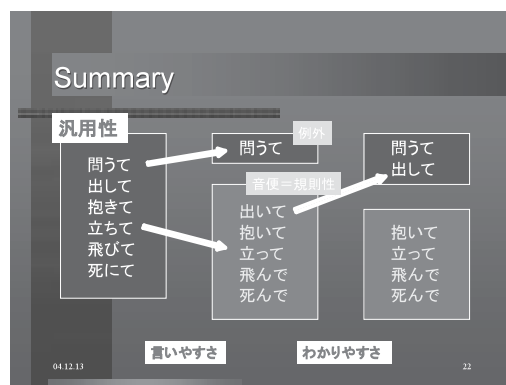 Summary
汎用性
問うて
出して
抱きて
立ちて
飛びて
死にて
例外
問うて
音便＝規則性
出いて
抱いて
立って
飛んで
死んで
問うて
出して
抱いて
立って
飛んで
死んで
言いやすさ
わかりやすさ
04.12.13
22